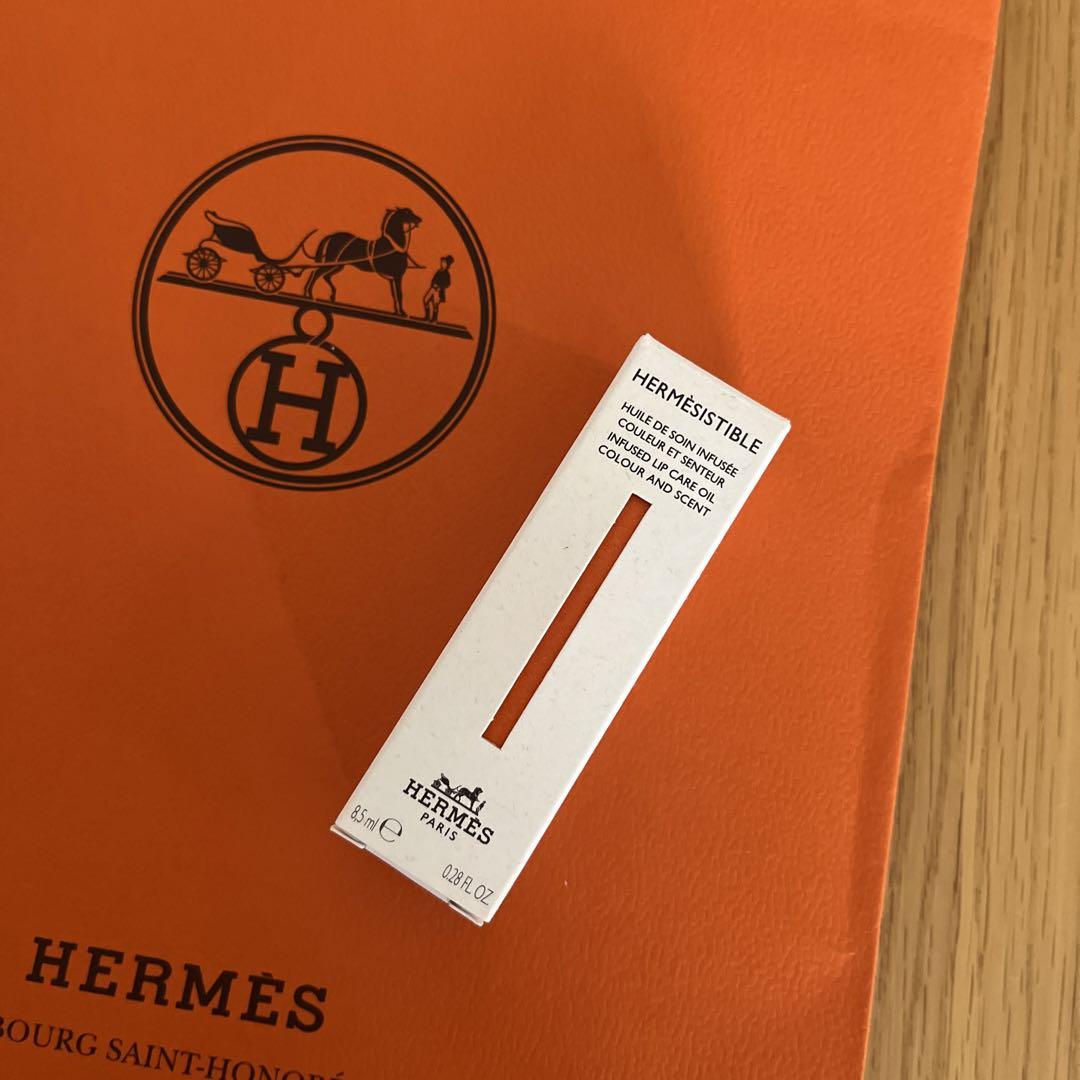 H
HERMÈSISTIBLE
HUILE DE SOIN INFUSÉE
COULEUR ET SENTEUR
INFUSED LIP CARE OIL
COLOUR AND SCENT
HERMÈS
PARIS
8,5 ml ℮
0.28 FL. OZ
HERMÈS
BOURG SAINT-HONORÉ